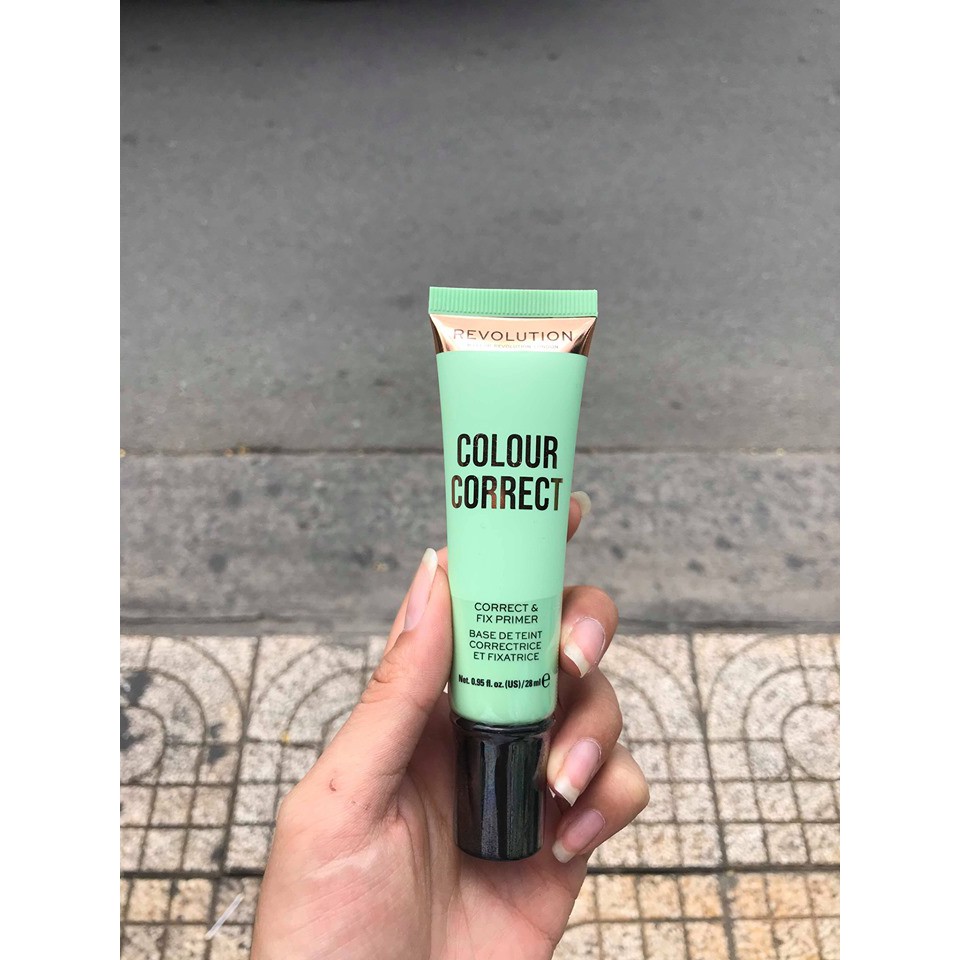 REVOLUTION
COLOUR
CORRECT
CORRECT &
FIX PRIMER
BASE DE TEINT
CORRECTRICE
ET FIXATRICE
Net. 0.95 fl. oz. (US)/28 ml ℮